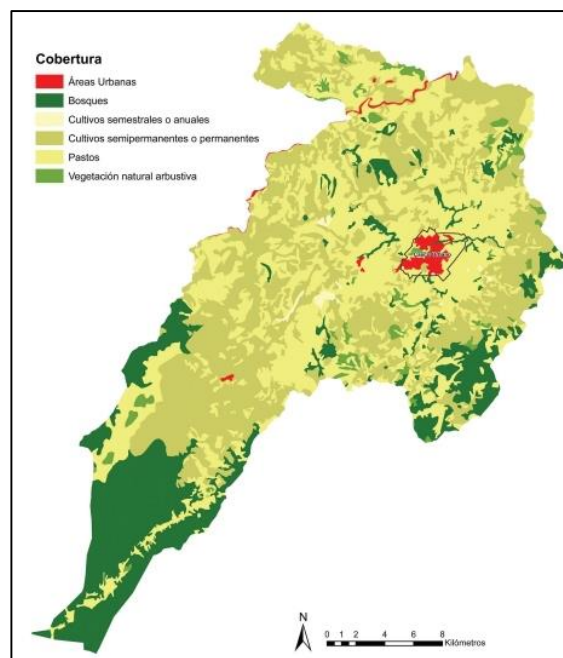 Cobertura
Áreas Urbanas
Bosques
Cultivos semestrales o anuales
Cultivos semipermanentes o permanentes
Pastos
Vegetación natural arbustiva
N
0 1 2 4 6 8
Kilómetros